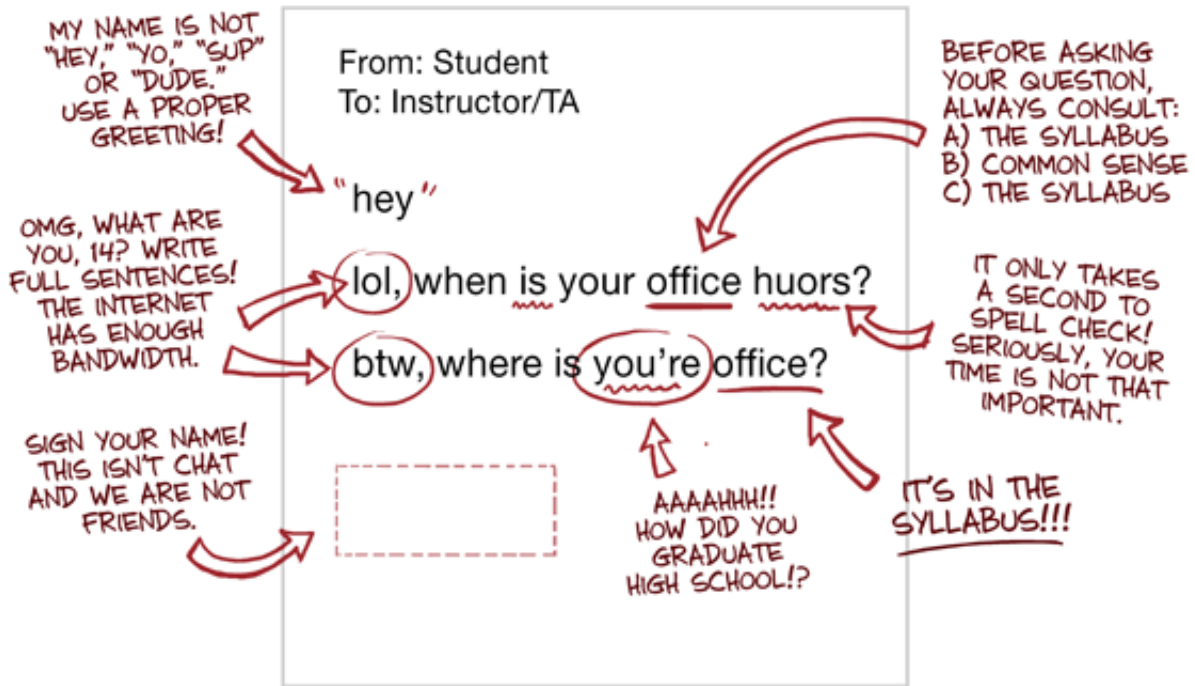 MY NAME IS NOT
"HEY," "YO," "SUP"
OR "DUDE."
USE A PROPER
GREETING!
From: Student
To: Instructor/TA
BEFORE ASKING
YOUR QUESTION,
ALWAYS CONSULT:
A) THE SYLLABUS
B) COMMON SENSE
C) THE SYLLABUS
"hey"
OMG, WHAT ARE
YOU, 14? WRITE
FULL SENTENCES!
THE INTERNET
HAS ENOUGH
BANDWIDTH.
lol, when is your office huors?
btw, where is you're office?
IT ONLY TAKES
A SECOND TO
SPELL CHECK!
SERIOUSLY, YOUR
TIME IS NOT THAT
IMPORTANT.
SIGN YOUR NAME!
THIS ISN'T CHAT
AND WE ARE NOT
FRIENDS.
AAAAHHH!!
HOW DID YOU
GRADUATE
HIGH SCHOOL!?
IT'S IN THE
SYLLABUS!!!